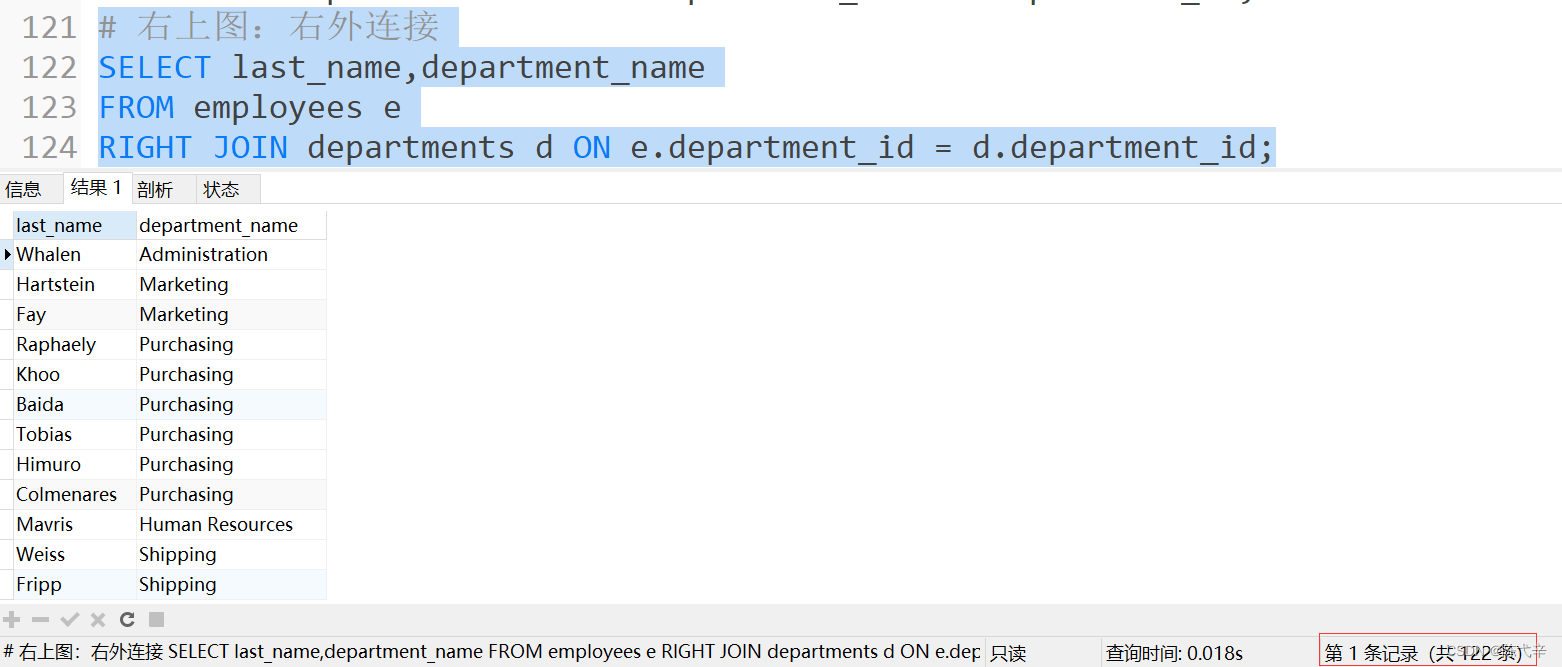 121 # 右上图：右外连接
122 SELECT last_name,department_name
123 FROM employees e
124 RIGHT JOIN departments d ON e.department_id = d.department_id;
信息 结果 1 剖析 状态
last_name department_name
Whalen Administration
Hartstein Marketing
Fay Marketing
Raphaely Purchasing
Khoo Purchasing
Baida Purchasing
Tobias Purchasing
Himuro Purchasing
Colmenares Purchasing
Mavris Human Resources
Weiss Shipping
Fripp Shipping
# 右上图：右外连接 SELECT last_name,department_name FROM employees e RIGHT JOIN departments d ON e.dep 只读 查询时间: 0.018s 第 1 条记录（共 122 条）